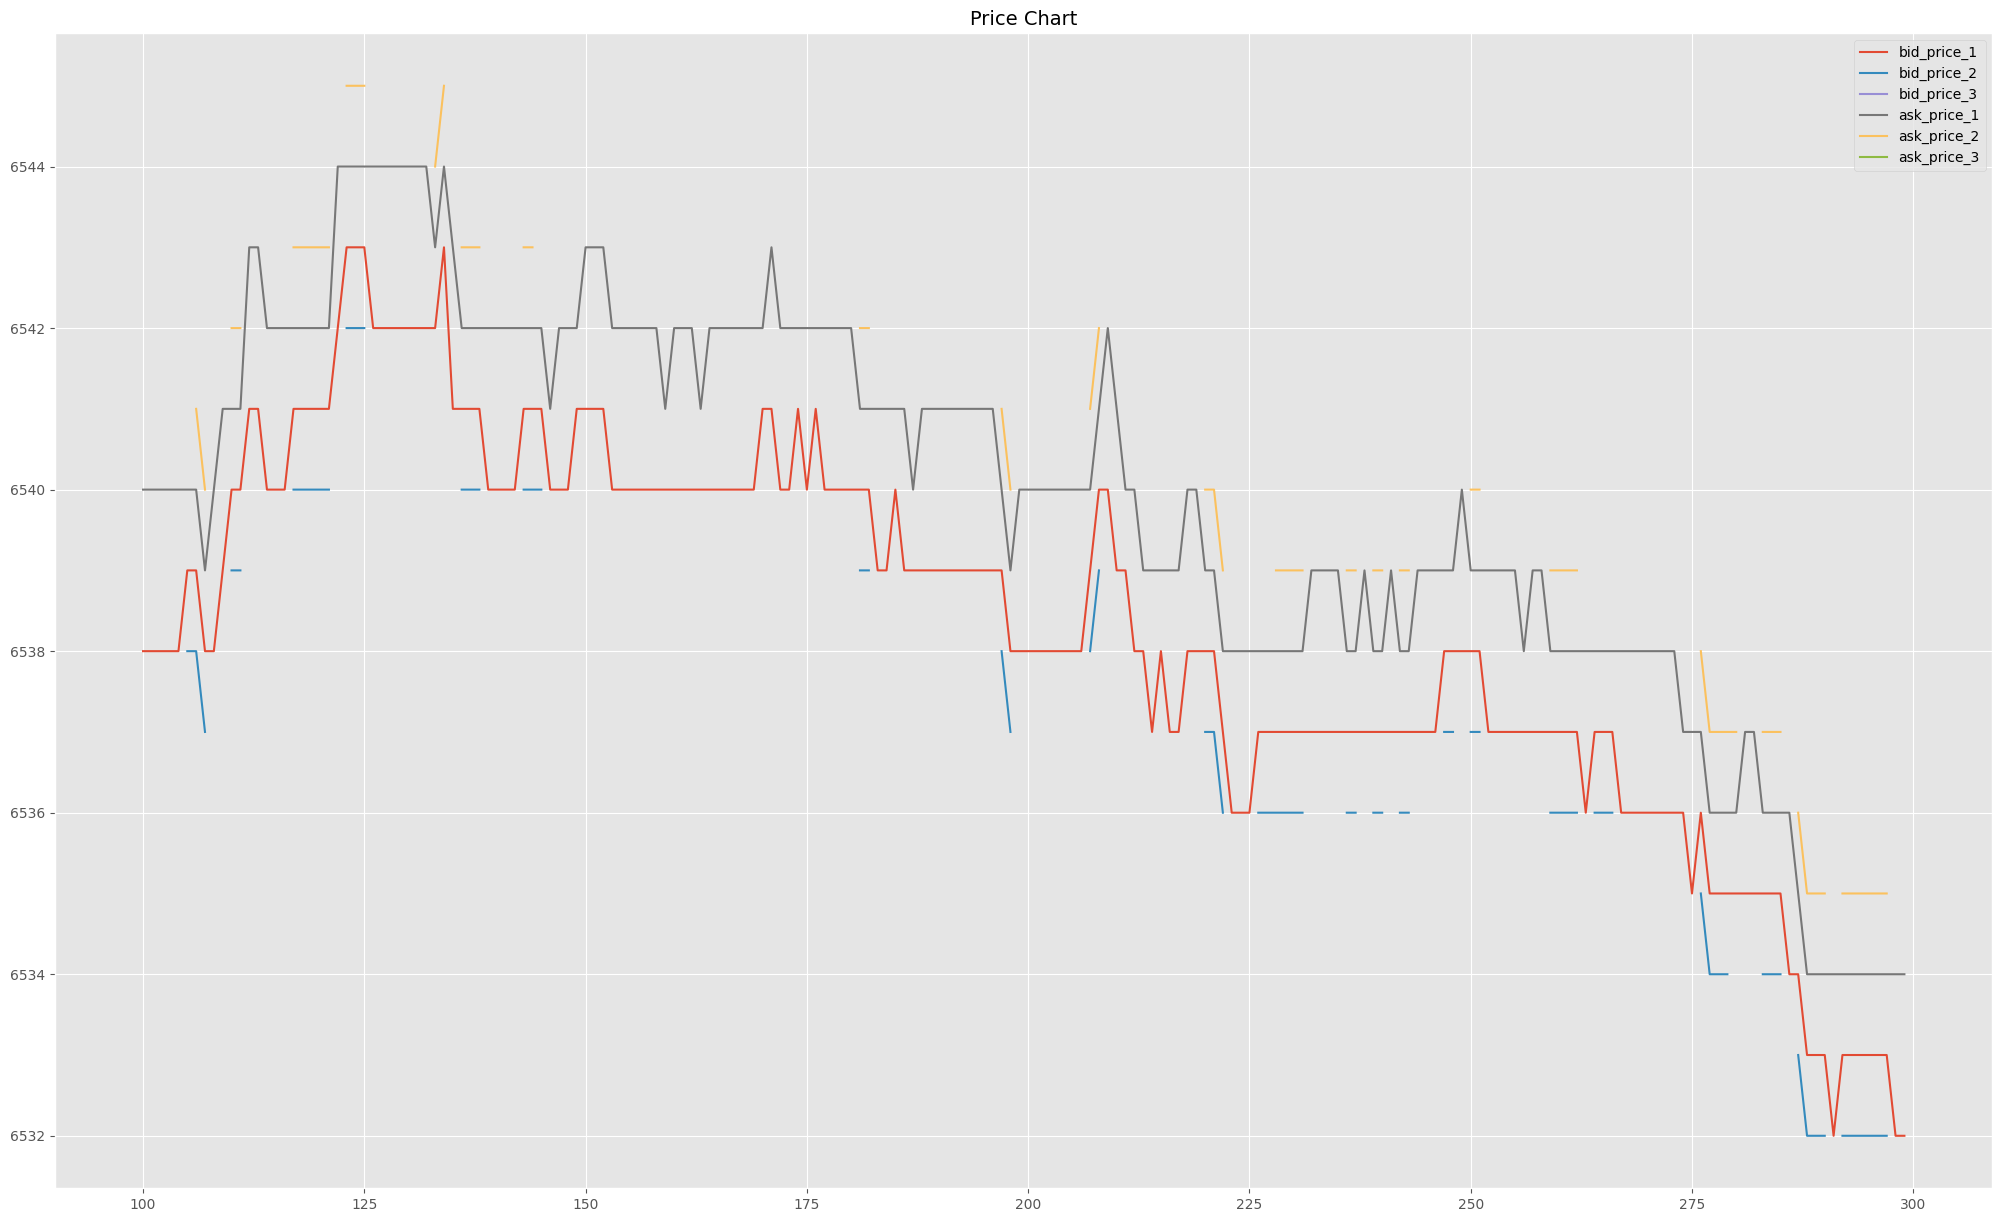 Price Chart
bid_price_1
bid_price_2
bid_price_3
ask_price_1
ask_price_2
ask_price_3
6544
6542
6540
6538
6536
6534
6532
100 125 150 175 200 225 250 275 300